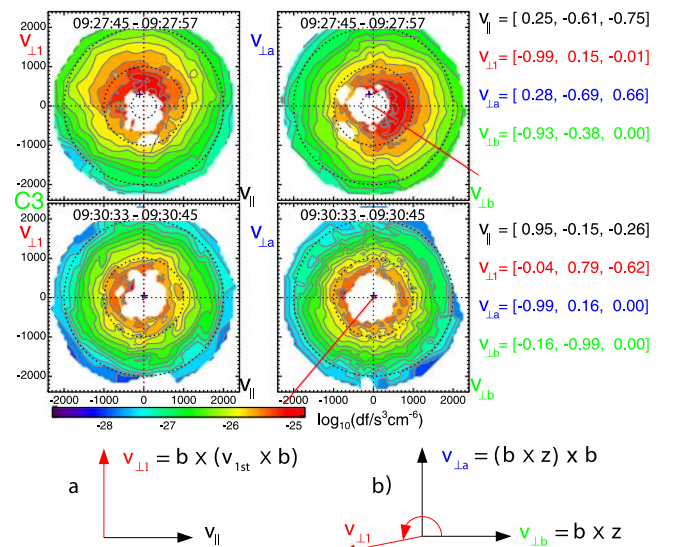 09:27:45 - 09:27:57
09:27:45 - 09:27:57
V⊥1
V⊥a
2000
1000
0
-1000
-2000
V||
V⊥b
V|| = [ 0.25, -0.61, -0.75]
V⊥1 = [-0.99, 0.15, -0.01]
V⊥a = [ 0.28, -0.69, 0.66]
V⊥b = [-0.93, -0.38, 0.00]
C3
09:30:33 - 09:30:45
09:30:33 - 09:30:45
V⊥1
V⊥a
2000
1000
0
-1000
-2000
V||
V⊥b
V|| = [ 0.95, -0.15, -0.26]
V⊥1 = [-0.04, 0.79, -0.62]
V⊥a = [-0.99, 0.16, 0.00]
V⊥b = [-0.16, -0.99, 0.00]
-2000 -1000 0 1000 2000
-2000 -1000 0 1000 2000
-28 -27 -26 -25
log10(df/s3cm-6)
a
v⊥1 = b x (v1st x b)
v||
b)
v⊥a = (b x z) x b
v⊥1
v⊥b = b x z